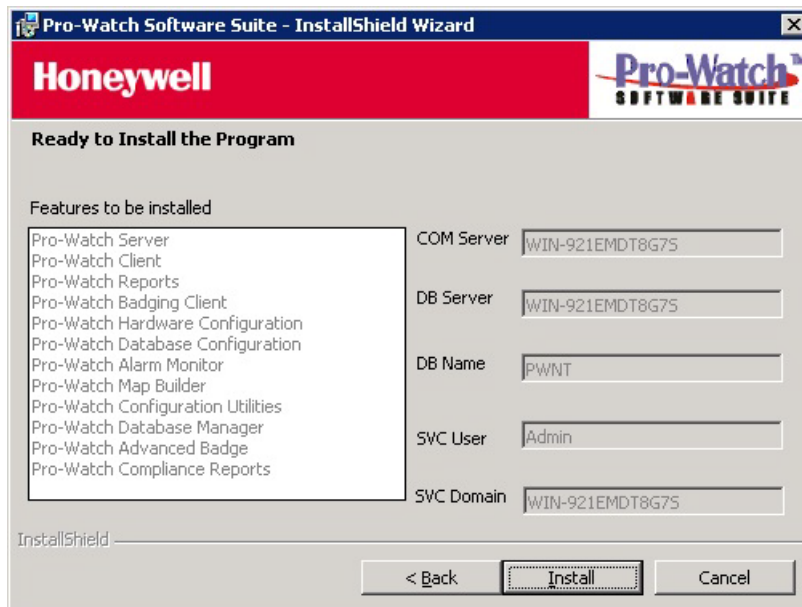 Pro-Watch Software Suite - InstallShield Wizard
Honeywell
Pro-Watch™
SOFTWARE SUITE
Ready to Install the Program
Features to be installed
Pro-Watch Server
Pro-Watch Client
Pro-Watch Reports
Pro-Watch Badging Client
Pro-Watch Hardware Configuration
Pro-Watch Database Configuration
Pro-Watch Alarm Monitor
Pro-Watch Map Builder
Pro-Watch Configuration Utilities
Pro-Watch Database Manager
Pro-Watch Advanced Badge
Pro-Watch Compliance Reports
COM Server WIN-921EMDT8G7S
DB Server WIN-921EMDT8G7S
DB Name PWNT
SVC User Admin
SVC Domain WIN-921EMDT8G7S
InstallShield
< Back Install Cancel